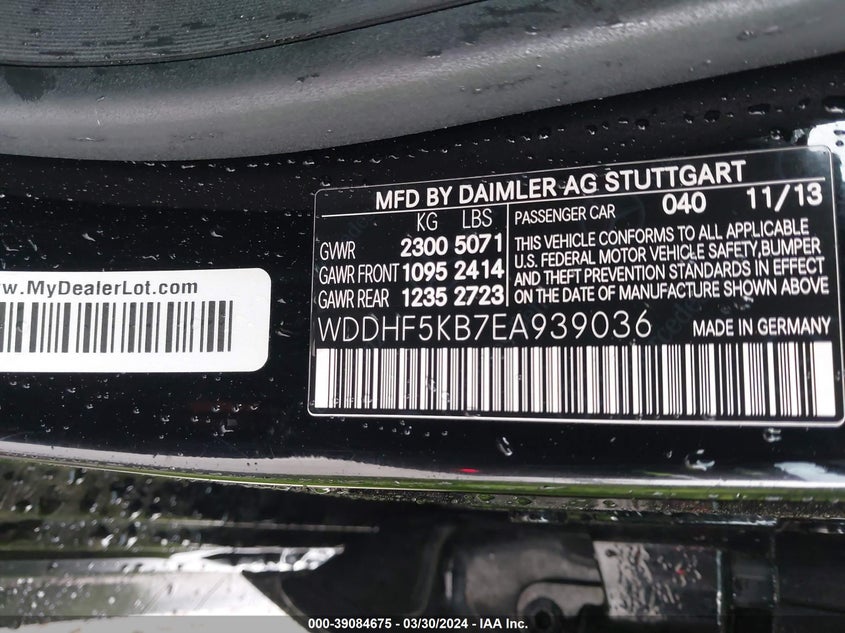 MFD BY DAIMLER AG STUTTGART
KG LBS
GVWR 2300 5071
GAWR FRONT 1095 2414
GAWR REAR 1235 2723
PASSENGER CAR 040 11/13
THIS VEHICLE CONFORMS TO ALL APPLICABLE
U.S. FEDERAL MOTOR VEHICLE SAFETY,BUMPER
AND THEFT PREVENTION STANDARDS IN EFFECT
ON THE DATE OF MANUFACTURE SHOWN ABOVE
WDDHF5KB7EA939036 MADE IN GERMANY
www.MyDealerLot.com
000-39084675 - 03/30/2024 - IAA Inc.